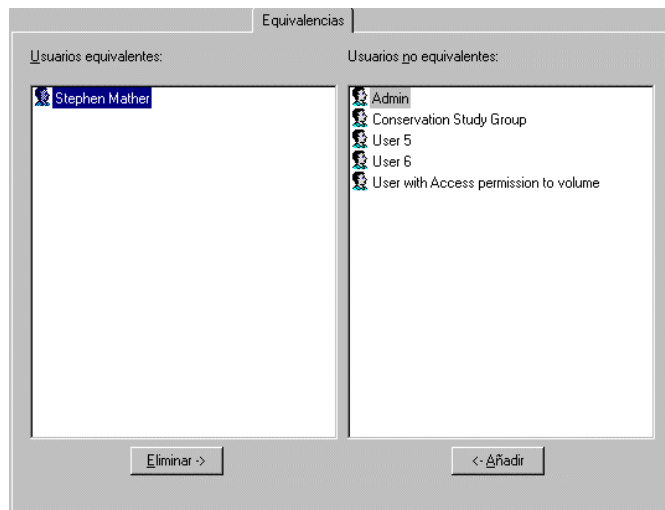 Equivalencias
Usuarios equivalentes:
Usuarios no equivalentes:
Stephen Mather
Admin
Conservation Study Group
User 5
User 6
User with Access permission to volume
Eliminar ->
<- Añadir